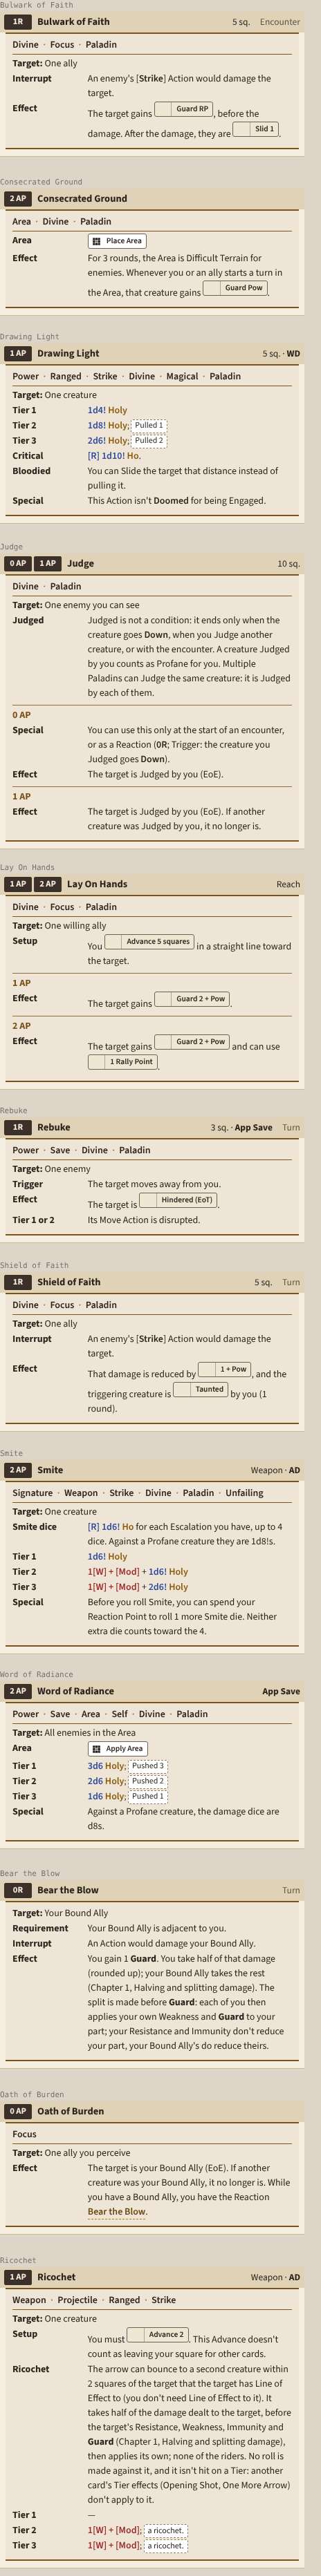 Bulwark of Faith
1R Bulwark of Faith 5 sq. Encounter
Divine · Focus · Paladin
Target: One ally
Interrupt An enemy's [Strike] Action would damage the
target.
Effect The target gains Guard RP, before the
damage. After the damage, they are Slid 1.
Consecrated Ground
2 AP Consecrated Ground
Area · Divine · Paladin
Area Place Area
Effect For 3 rounds, the Area is Difficult Terrain for
enemies. Whenever you or an ally starts a turn in
the Area, that creature gains Guard Pow.
Drawing Light
1 AP Drawing Light 5 sq. · WD
Power · Ranged · Strike · Divine · Magical · Paladin
Target: One creature
Tier 1 1d4! Holy
Tier 2 1d8! Holy; Pulled 1
Tier 3 2d6! Holy; Pulled 2
Critical [R] 1d10! Ho.
Bloodied You can Slide the target that distance instead of
pulling it.
Special This Action isn't Doomed for being Engaged.
Judge
0 AP 1 AP Judge 10 sq.
Divine · Paladin
Target: One enemy you can see
Judged Judged is not a condition: it ends only when the
creature goes Down, when you Judge another
creature, or with the encounter. A creature Judged
by you counts as Profane for you. Multiple
Paladins can Judge the same creature: it is Judged
by each of them.
0 AP
Special You can use this only at the start of an encounter,
or as a Reaction (0R; Trigger: the creature you
Judged goes Down).
Effect The target is Judged by you (EoE).
1 AP
Effect The target is Judged by you (EoE). If another
creature was Judged by you, it no longer is.
Lay On Hands
1 AP 2 AP Lay On Hands Reach
Divine · Focus · Paladin
Target: One willing ally
Setup You Advance 5 squares in a straight line toward
the target.
1 AP
Effect The target gains Guard 2 + Pow.
2 AP
Effect The target gains Guard 2 + Pow and can use
1 Rally Point.
Rebuke
1R Rebuke 3 sq. · App Save Turn
Power · Save · Divine · Paladin
Target: One enemy
Trigger The target moves away from you.
Effect The target is Hindered (EoT).
Tier 1 or 2 Its Move Action is disrupted.
Shield of Faith
1R Shield of Faith 5 sq. Turn
Divine · Focus · Paladin
Target: One ally
Interrupt An enemy's [Strike] Action would damage the
target.
Effect That damage is reduced by 1 + Pow, and the
triggering creature is Taunted by you (1
round).
Smite
2 AP Smite Weapon · AD
Signature · Weapon · Strike · Divine · Paladin · Unfailing
Target: One creature
Smite dice [R] 1d6! Ho for each Escalation you have, up to 4
dice. Against a Profane creature they are 1d8!s.
Tier 1 1d6! Holy
Tier 2 1[W] + [Mod] + 1d6! Holy
Tier 3 1[W] + [Mod] + 2d6! Holy
Special Before you roll Smite, you can spend your
Reaction Point to roll 1 more Smite die. Neither
extra die counts toward the 4.
Word of Radiance
2 AP Word of Radiance App Save
Power · Save · Area · Self · Divine · Paladin
Target: All enemies in the Area
Area Apply Area
Tier 1 3d6 Holy; Pushed 3
Tier 2 2d6 Holy; Pushed 2
Tier 3 1d6 Holy; Pushed 1
Special Against a Profane creature, the damage dice are
d8s.
Bear the Blow
0R Bear the Blow Turn
Target: Your Bound Ally
Requirement Your Bound Ally is adjacent to you.
Interrupt An Action would damage your Bound Ally.
Effect You gain 1 Guard. You take half of that damage
(rounded up); your Bound Ally takes the rest
(Chapter 1, Halving and splitting damage). The
split is made before Guard: each of you then
applies your own Weakness and Guard to your
part; your Resistance and Immunity don't reduce
your part, your Bound Ally's do reduce theirs.
Oath of Burden
0 AP Oath of Burden
Focus
Target: One ally you perceive
Effect The target is your Bound Ally (EoE). If another
creature was your Bound Ally, it no longer is. While
you have a Bound Ally, you have the Reaction
Bear the Blow.
Ricochet
1 AP Ricochet Weapon · AD
Weapon · Projectile · Ranged · Strike
Target: One creature
Setup You must Advance 2. This Advance doesn't
count as leaving your square for other cards.
Ricochet The arrow can bounce to a second creature within
2 squares of the target that the target has Line of
Effect to (you don't need Line of Effect to it). It
takes half of the damage dealt to the target, before
the target's Resistance, Weakness, Immunity and
Guard (Chapter 1, Halving and splitting damage),
then applies its own; none of the riders. No roll is
made against it, and it isn't hit on a Tier: another
card's Tier effects (Opening Shot, One More Arrow)
don't apply to it.
Tier 1 —
Tier 2 1[W] + [Mod]; a ricochet.
Tier 3 1[W] + [Mod]; a ricochet.